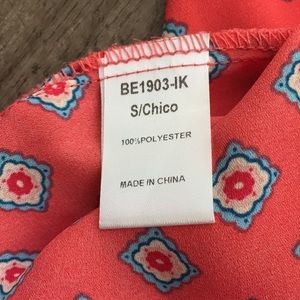 BE1903-IK
S/Chico
100%POLYESTER
MADE IN CHINA